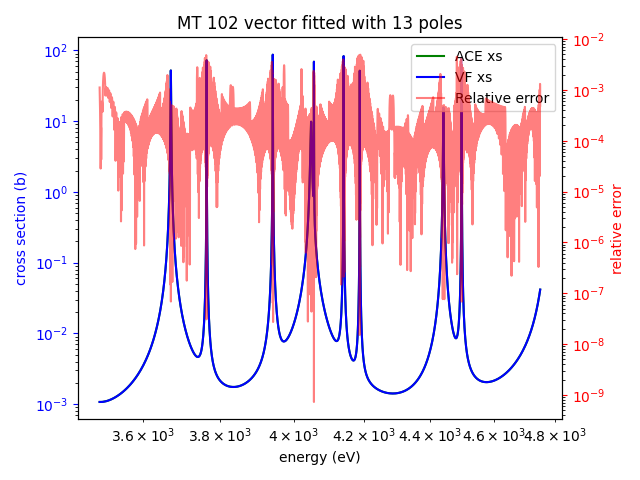 MT 102 vector fitted with 13 poles
ACE xs
VF xs
Relative error
cross section (b)
10²
10¹
10⁰
10⁻¹
10⁻²
10⁻³
10⁻²
10⁻³
10⁻⁴
10⁻⁵
10⁻⁶
10⁻⁷
10⁻⁸
10⁻⁹
relative error
3.6 × 10³ 3.8 × 10³ 4 × 10³ 4.2 × 10³ 4.4 × 10³ 4.6 × 10³ 4.8 × 10³
energy (eV)